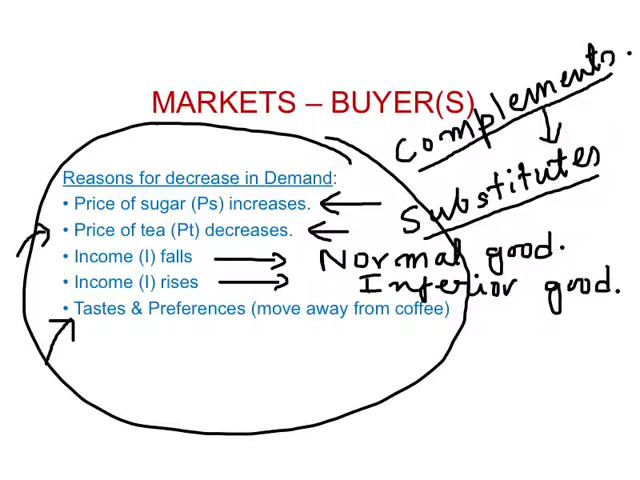 Complements.
MARKETS – BUYER(S)
Substitutes
Reasons for decrease in Demand:
• Price of sugar (Ps) increases.
• Price of tea (Pt) decreases.
• Income (I) falls Normal good.
• Income (I) rises Inferior good.
• Tastes & Preferences (move away from coffee)